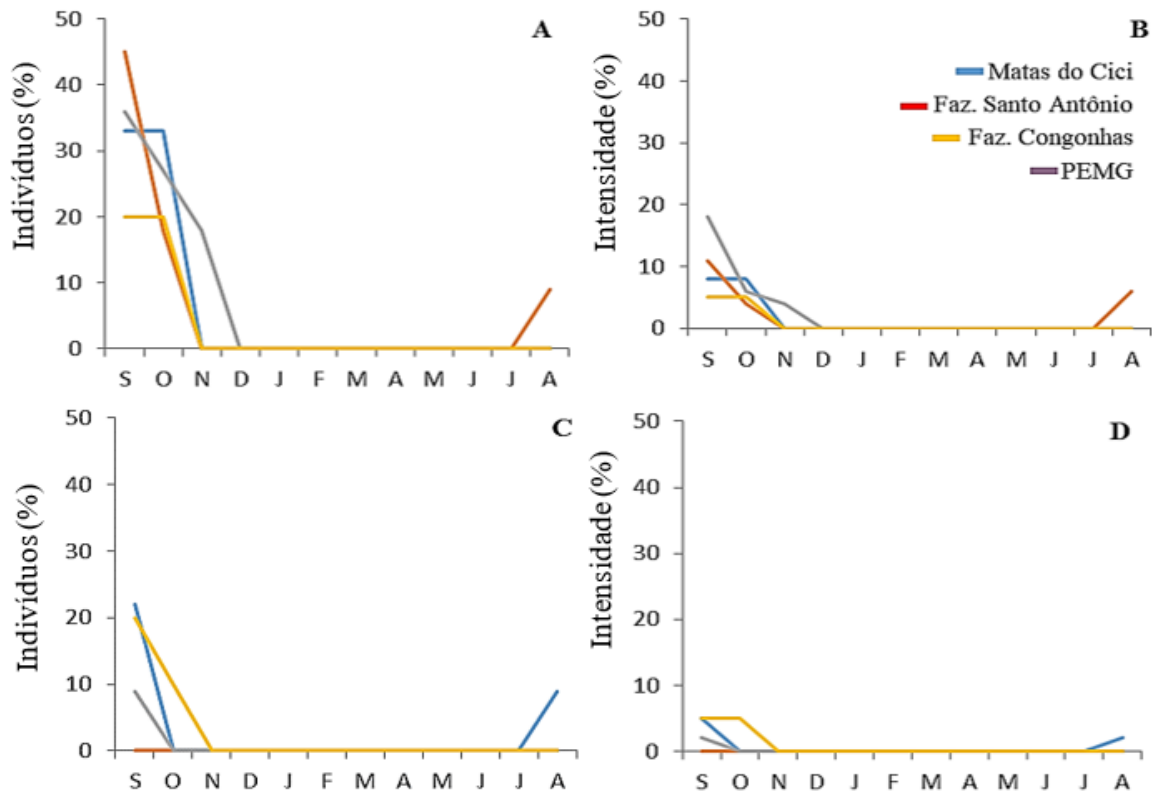 A
Indivíduos (%)
50
40
30
20
10
0
S O N D J F M A M J J A
B
Intensidade (%)
50
40
30
20
10
0
Matas do Cici
Faz. Santo Antônio
Faz. Congonhas
PEMG
S O N D J F M A M J J A
C
Indivíduos (%)
50
40
30
20
10
0
S O N D J F M A M J J A
D
Intensidade (%)
50
40
30
20
10
0
S O N D J F M A M J J A